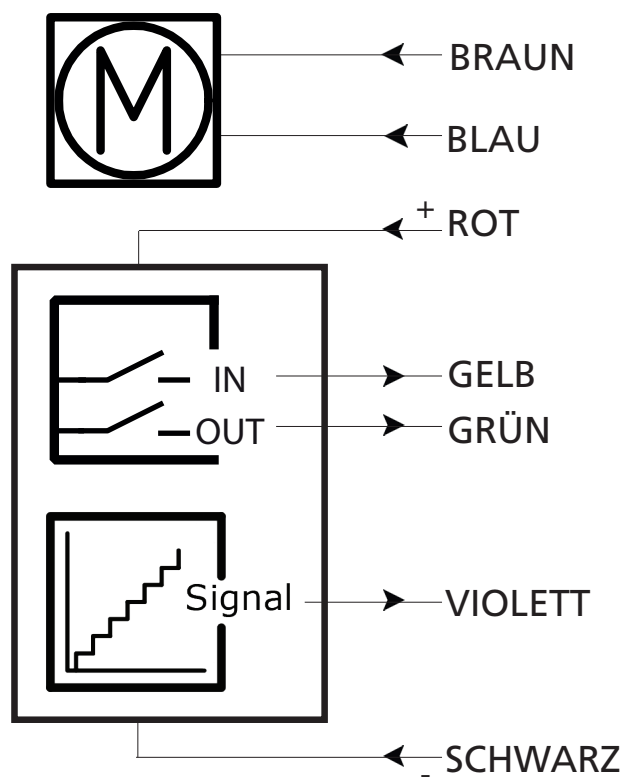 M
BRAUN
BLAU
+ ROT
IN
GELB
OUT
GRÜN
Signal
VIOLETT
- SCHWARZ